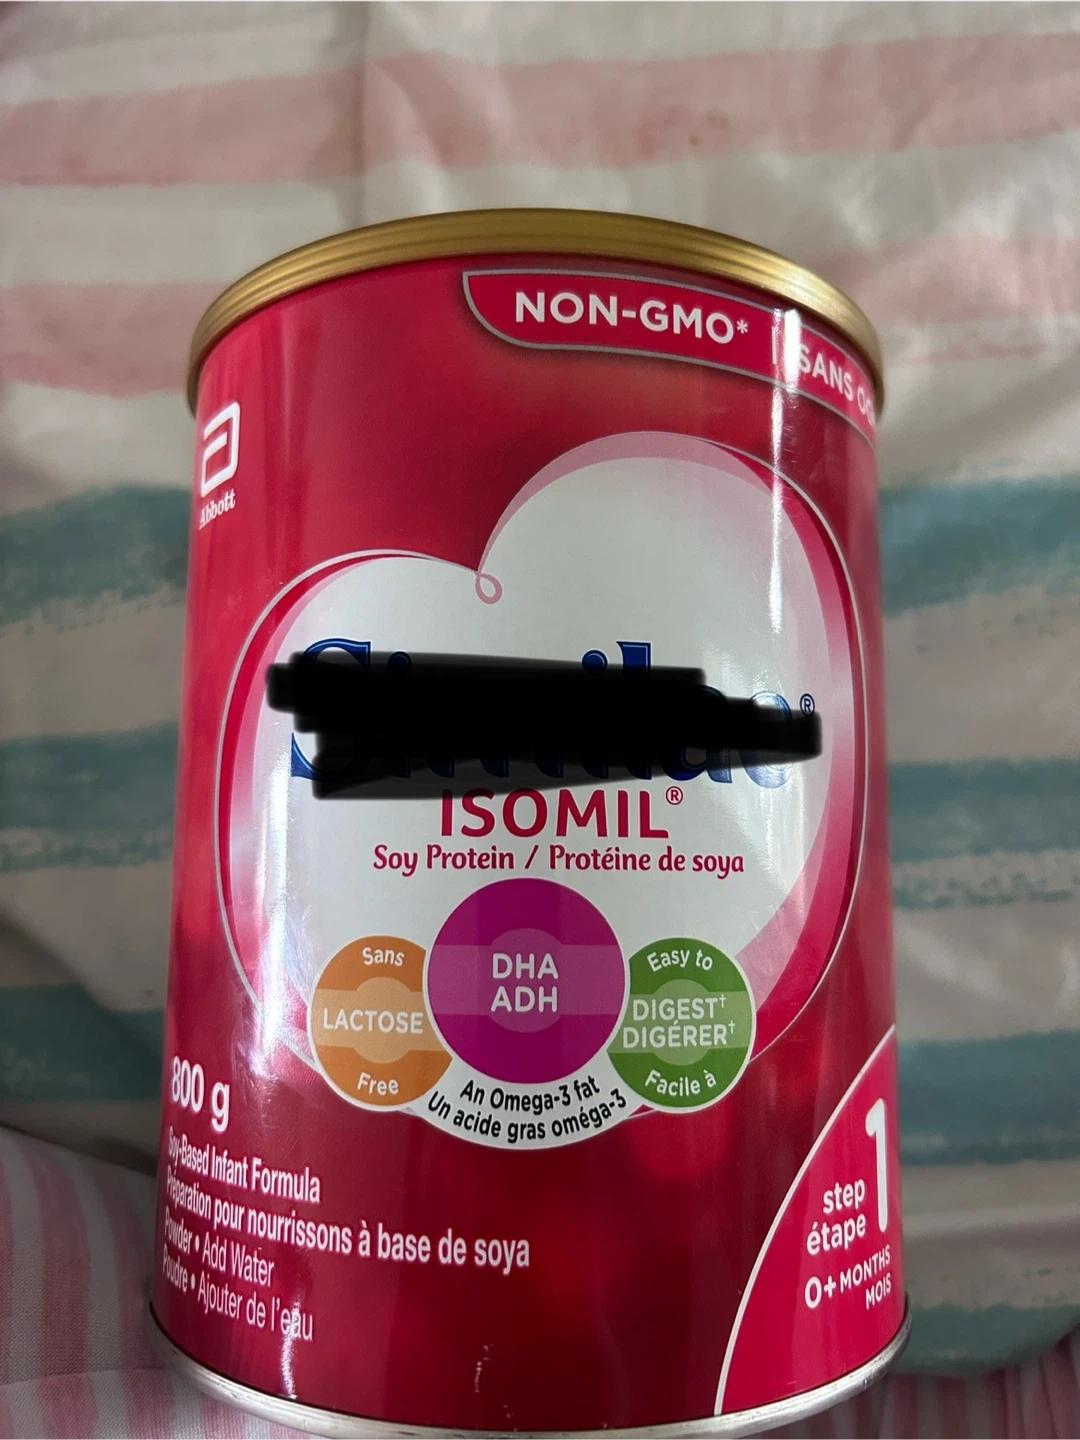 NON-GMO* | SANS OG
Abbott
Similac®
ISOMIL®
Soy Protein / Protéine de soya
Sans
LACTOSE
Free
DHA
ADH
An Omega-3 fat
Un acide gras oméga-3
Easy to
DIGEST†
DIGÉRER†
Facile à
800 g
Soy-Based Infant Formula
Préparation pour nourrissons à base de soya
Powder • Add Water
Poudre • Ajouter de l'eau
step
étape
1
0+ MONTHS
MOIS